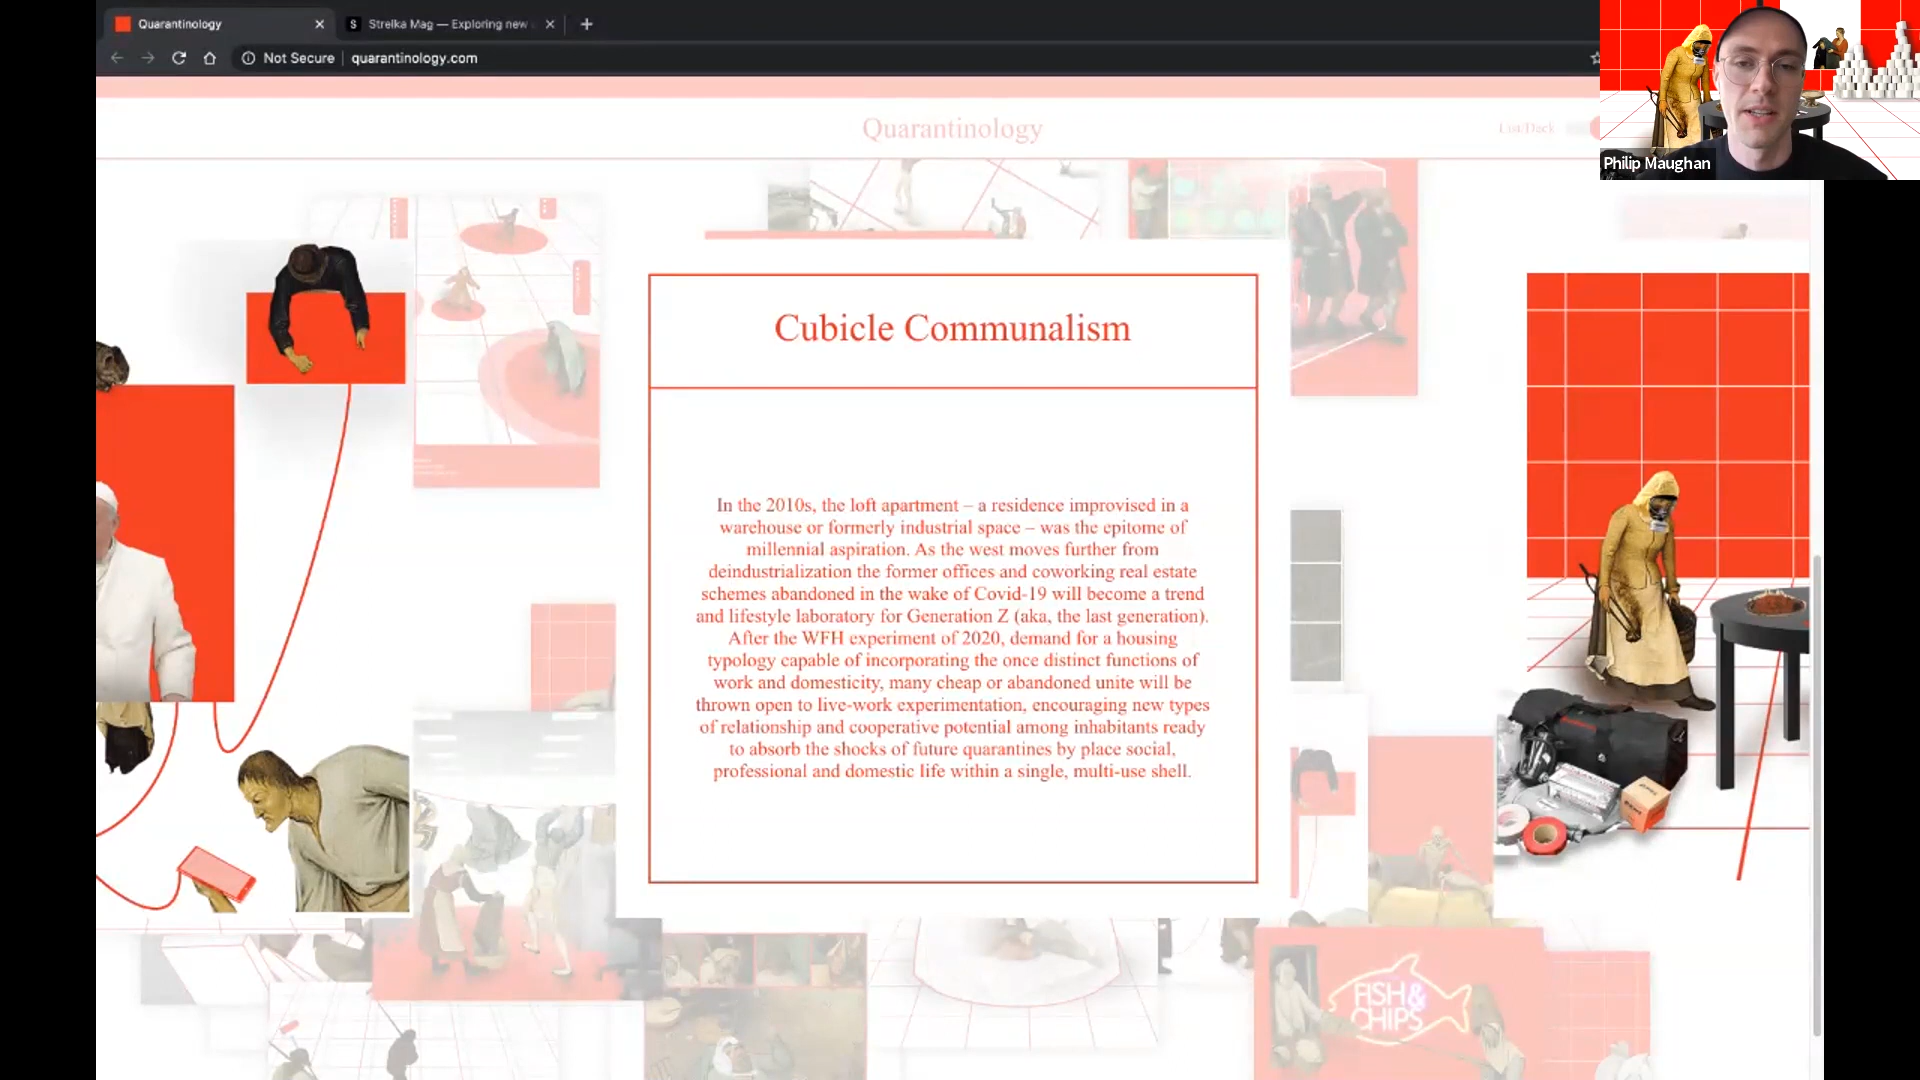 Quarantinology
S Strelka Mag — Exploring new
Not Secure quarantinology.com
Quarantinology
List/Deck
Philip Maughan
Cubicle Communalism
In the 2010s, the loft apartment – a residence improvised in a
warehouse or formerly industrial space – was the epitome of
millennial aspiration. As the west moves further from
deindustrialization the former offices and coworking real estate
schemes abandoned in the wake of Covid-19 will become a trend
and lifestyle laboratory for Generation Z (aka, the last generation).
After the WFH experiment of 2020, demand for a housing
typology capable of incorporating the once distinct functions of
work and domesticity, many cheap or abandoned unite will be
thrown open to live-work experimentation, encouraging new types
of relationship and cooperative potential among inhabitants ready
to absorb the shocks of future quarantines by place social,
professional and domestic life within a single, multi-use shell.
FISH &
CHIPS